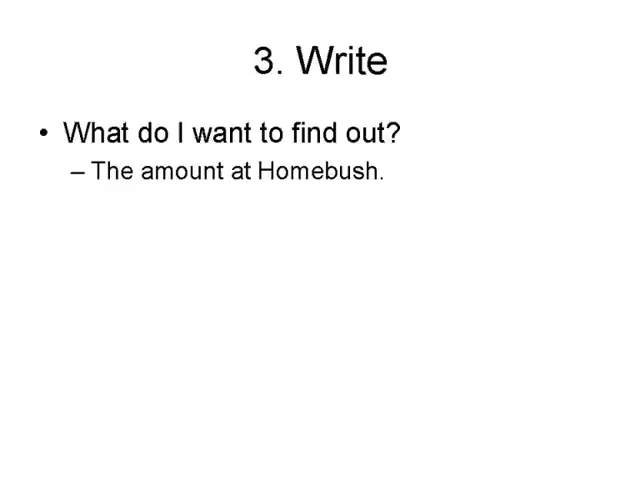 3. Write
• What do I want to find out?
– The amount at Homebush.